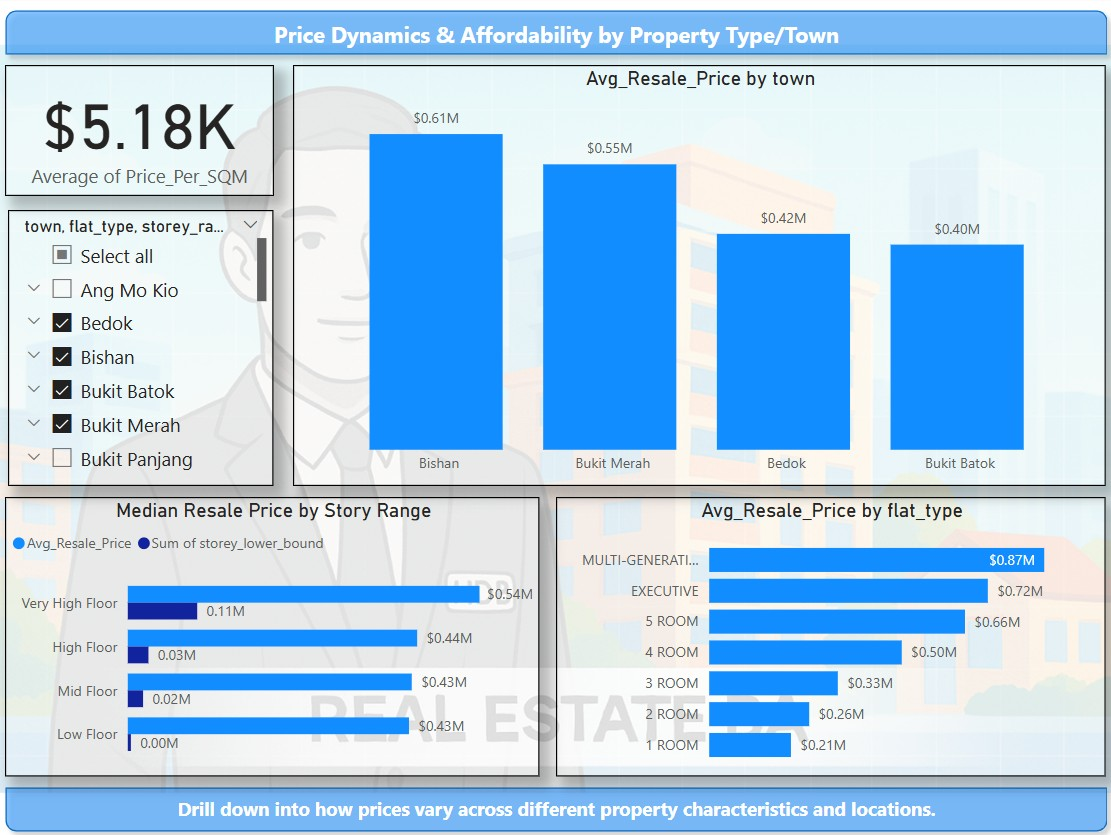 Price Dynamics & Affordability by Property Type/Town
$5.18K
Average of Price_Per_SQM
town, flat_type, storey_ra...
Select all
Ang Mo Kio
Bedok
Bishan
Bukit Batok
Bukit Merah
Bukit Panjang
Avg_Resale_Price by town
$0.61M
$0.55M
$0.42M
$0.40M
Bishan
Bukit Merah
Bedok
Bukit Batok
Median Resale Price by Story Range
Avg_Resale_Price Sum of storey_lower_bound
Very High Floor $0.54M
0.11M
High Floor $0.44M
0.03M
Mid Floor $0.43M
0.02M
Low Floor $0.43M
0.00M
HDB
REAL ESTATE
Avg_Resale_Price by flat_type
MULTI-GENERATI... $0.87M
EXECUTIVE $0.72M
5 ROOM $0.66M
4 ROOM $0.50M
3 ROOM $0.33M
2 ROOM $0.26M
1 ROOM $0.21M
Drill down into how prices vary across different property characteristics and locations.